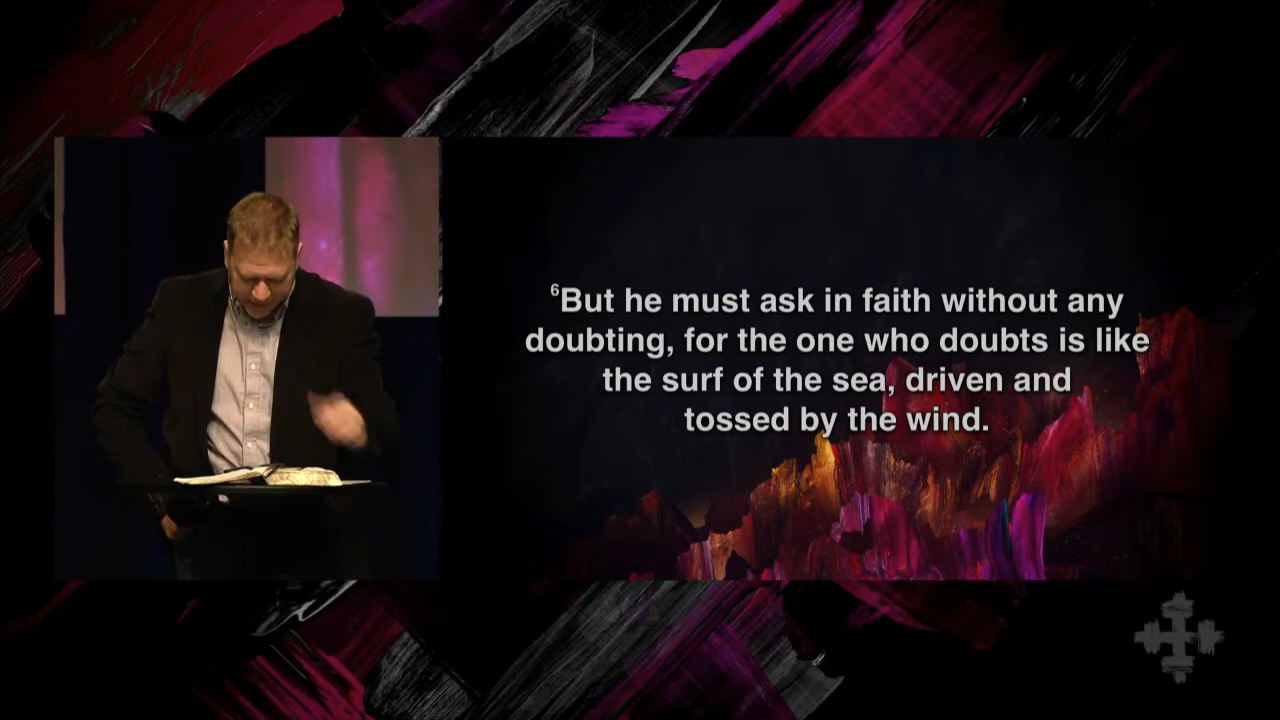 ⁶But he must ask in faith without any
doubting, for the one who doubts is like
the surf of the sea, driven and
tossed by the wind.